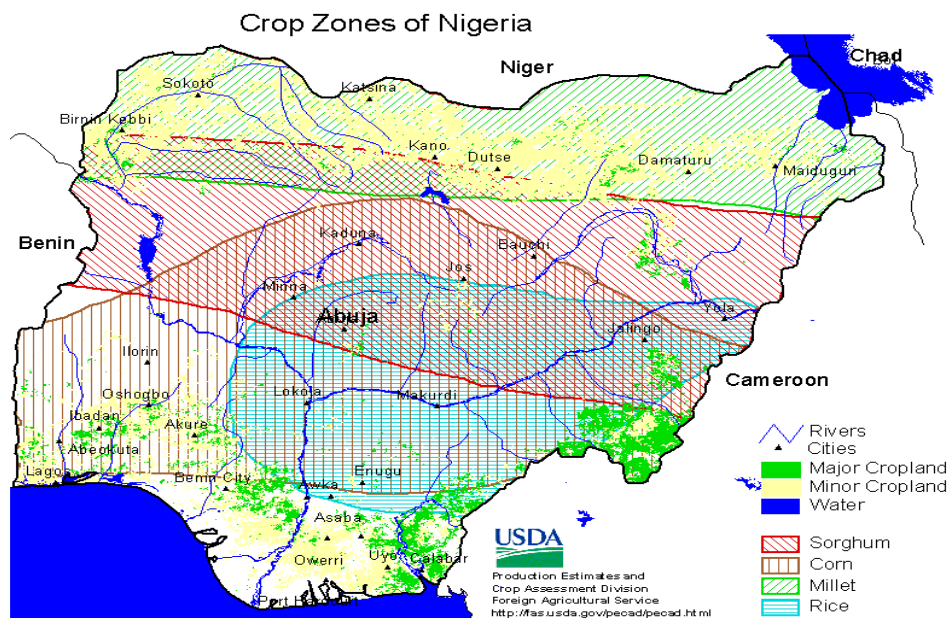 Crop Zones of Nigeria
Chad
Niger
Sokoto
Katsina
Birnin Kebbi
Kano
Dutse
Damaturu
Maiduguri
Benin
Kaduna
Bauchi
Jos
Minna
Abuja
Yola
Jalingo
Ilorin
Cameroon
Lokoja
Makurdi
Oshogbo
Ibadan
Akure
Abeokuta
Lagos
Benin City
Enugu
Awka
Asaba
Owerri
Uyo
Calabar
Port Harcourt
Rivers
Cities
Major Cropland
Minor Cropland
Water
Sorghum
Corn
Millet
Rice
USDA
Production Estimates and
Crop Assessment Division
Foreign Agricultural Service
http://fas.usda.gov/pecad/pecad.html